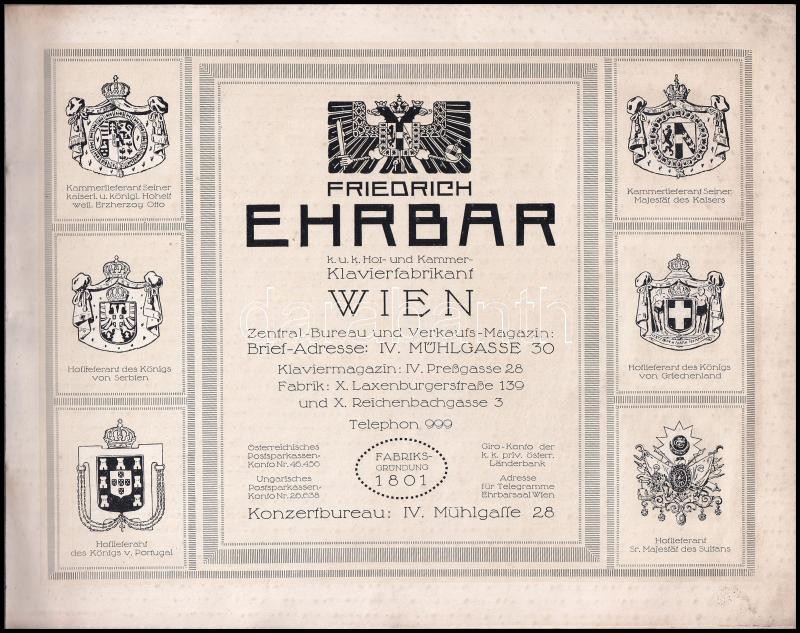 Kammerlieferant Seiner
kaiserl. u. königl. Hoheit
weil. Erzherzog Otto
Hoflieferant des Königs
von Serbien
Hoflieferant
des Königs v. Portugal
FRIEDRICH
EHRBAR
k. u. k. Hof- und Kammer-
Klavierfabrikant
WIEN
Zentral-Bureau und Verkaufs-Magazin:
Brief-Adresse: IV. MÜHLGASSE 30
Klaviermagazin: IV. Preßgasse 28
Fabrik: X. Laxenburgerstraße 139
und X. Reichenbachgasse 3
Telephon 999
Österreichisches
Postsparkassen-
Konto Nr. 46,450
Ungarisches
Postsparkassen-
Konto Nr. 26,638
FABRIKS-
GRÜNDUNG
1801
Giro-Konto der
k. k. priv. österr.
Länderbank
Adresse
für Telegramme
Ehrbarsaal Wien
Konzertbureau: IV. Mühlgasse 28
Kammerlieferant Seiner
Majestät des Kaisers
Hoflieferant des Königs
von Griechenland
Hoflieferant
Sr. Majestät des Sultans
darabanth